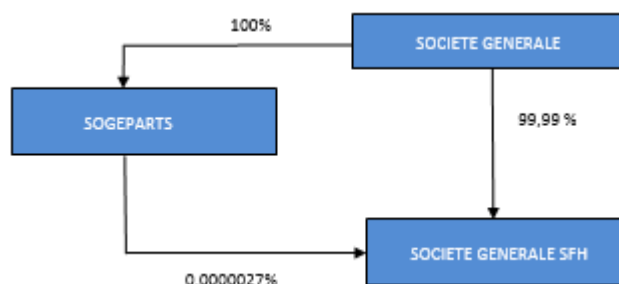 100%
SOCIETE GENERALE
SOGEPARTS
99,99 %
SOCIETE GENERALE SFH
0,0000027%